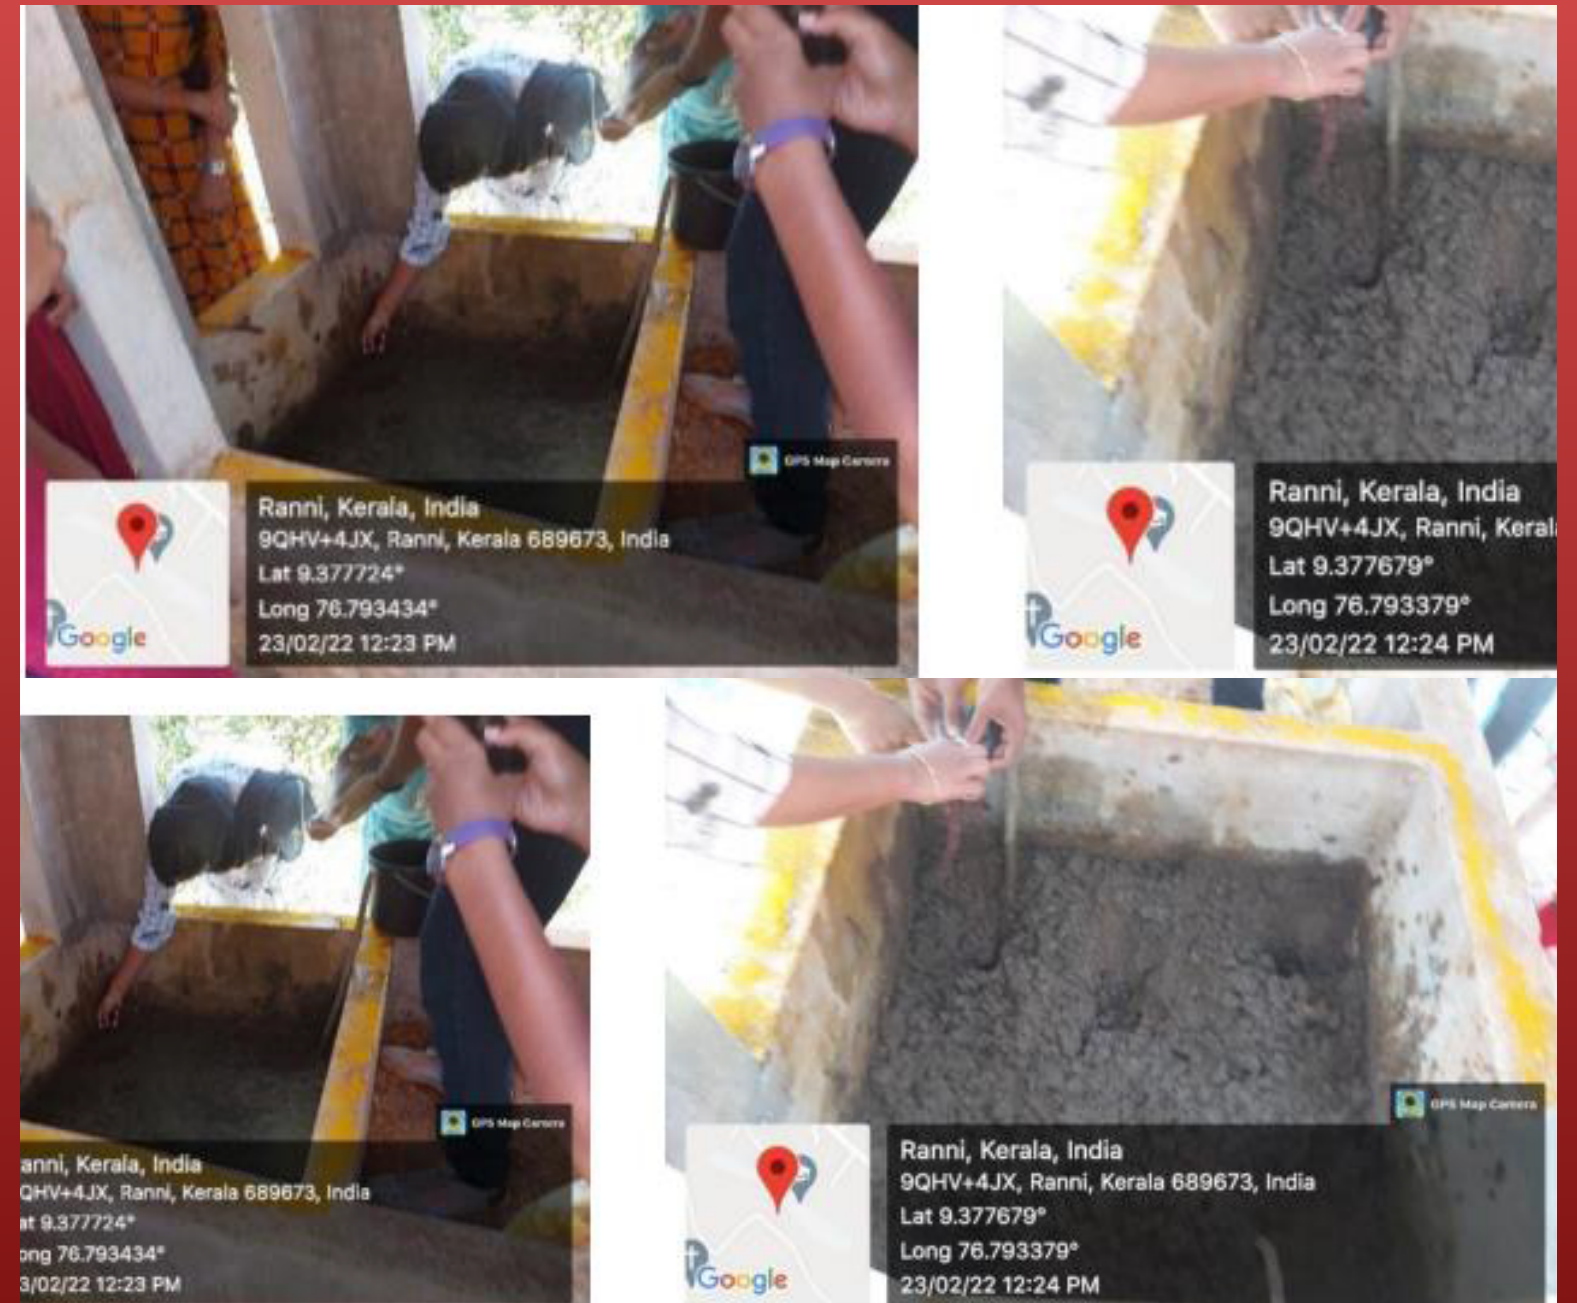 GPS Map Camera
Ranni, Kerala, India
9QHV+4JX, Ranni, Kerala 689673, India
Lat 9.377724°
Long 76.793434°
23/02/22 12:23 PM
Google
Ranni, Kerala, India
9QHV+4JX, Ranni, Kerala
Lat 9.377679°
Long 76.793379°
23/02/22 12:24 PM
Google
GPS Map Camera
anni, Kerala, India
QHV+4JX, Ranni, Kerala 689673, India
at 9.377724°
ong 76.793434°
3/02/22 12:23 PM
GPS Map Camera
Ranni, Kerala, India
9QHV+4JX, Ranni, Kerala 689673, India
Lat 9.377679°
Long 76.793379°
23/02/22 12:24 PM
Google